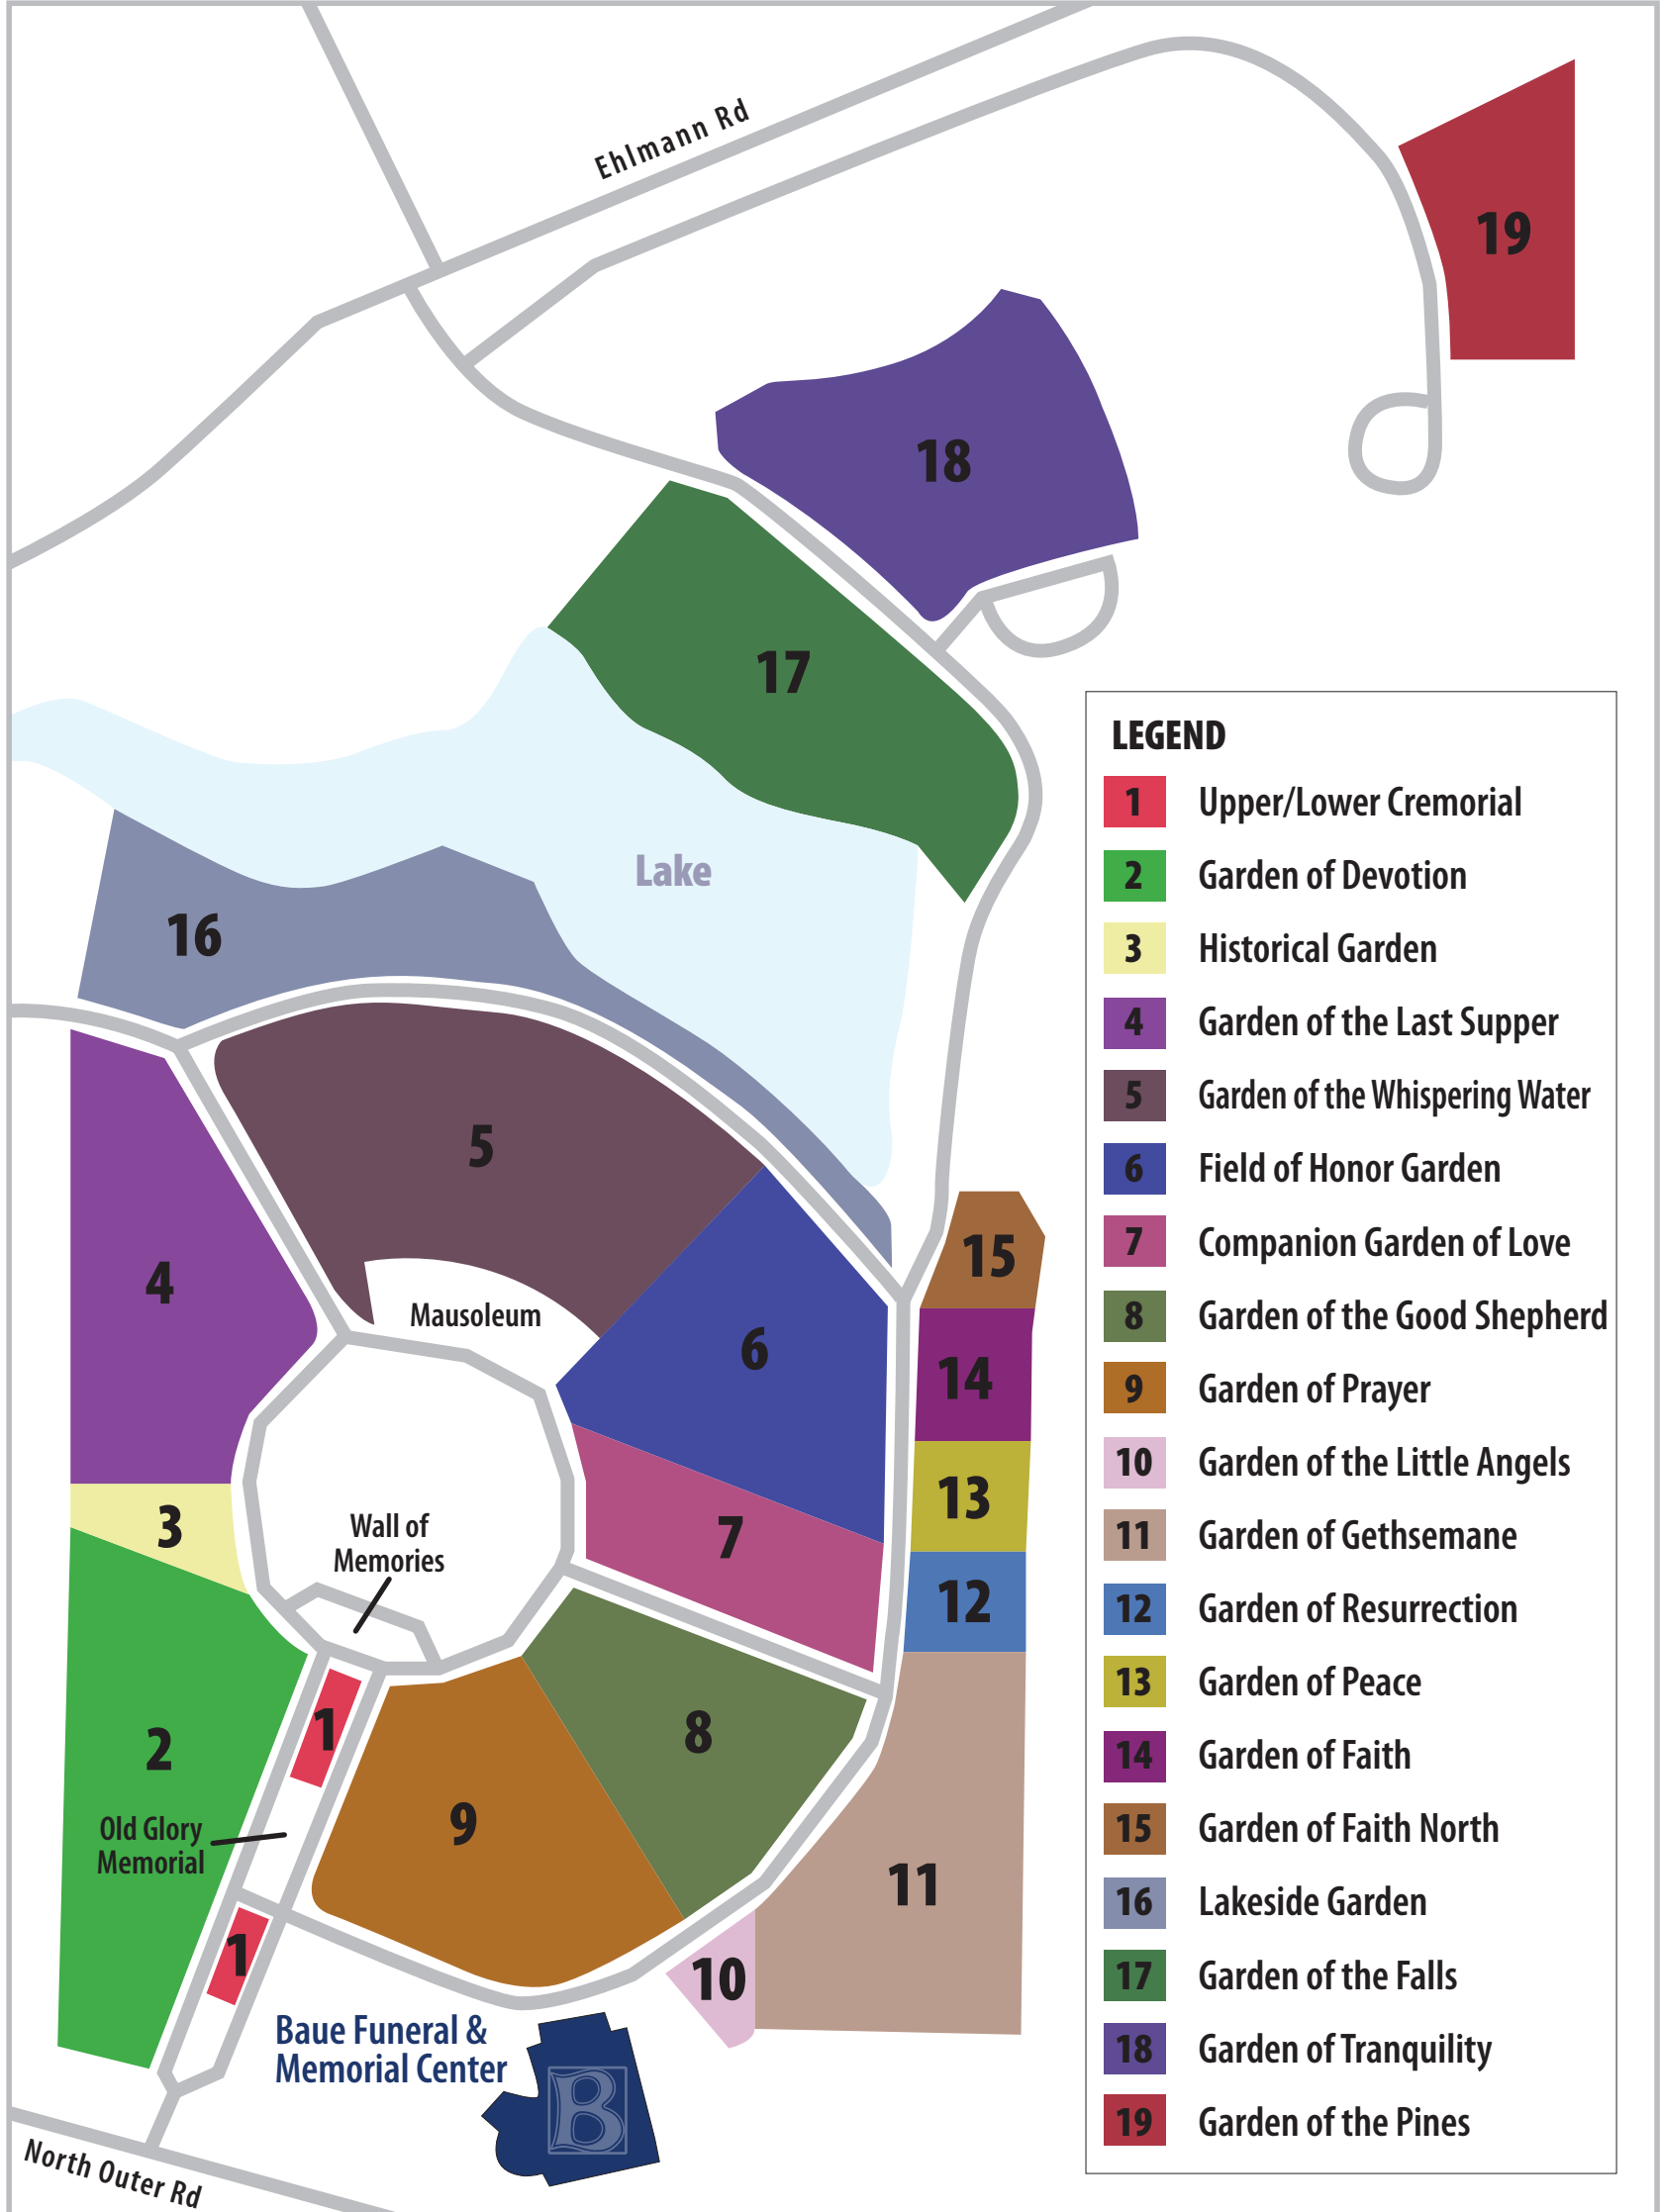 Ehlmann Rd
19
18
17
Lake
16
5
4
Mausoleum
6
15
14
13
3
Wall of
Memories
7
12
2
1
8
Old Glory
Memorial
9
11
1
10
Baue Funeral &
Memorial Center
B
North Outer Rd
LEGEND
1 Upper/Lower Cremorial
2 Garden of Devotion
3 Historical Garden
4 Garden of the Last Supper
5 Garden of the Whispering Water
6 Field of Honor Garden
7 Companion Garden of Love
8 Garden of the Good Shepherd
9 Garden of Prayer
10 Garden of the Little Angels
11 Garden of Gethsemane
12 Garden of Resurrection
13 Garden of Peace
14 Garden of Faith
15 Garden of Faith North
16 Lakeside Garden
17 Garden of the Falls
18 Garden of Tranquility
19 Garden of the Pines